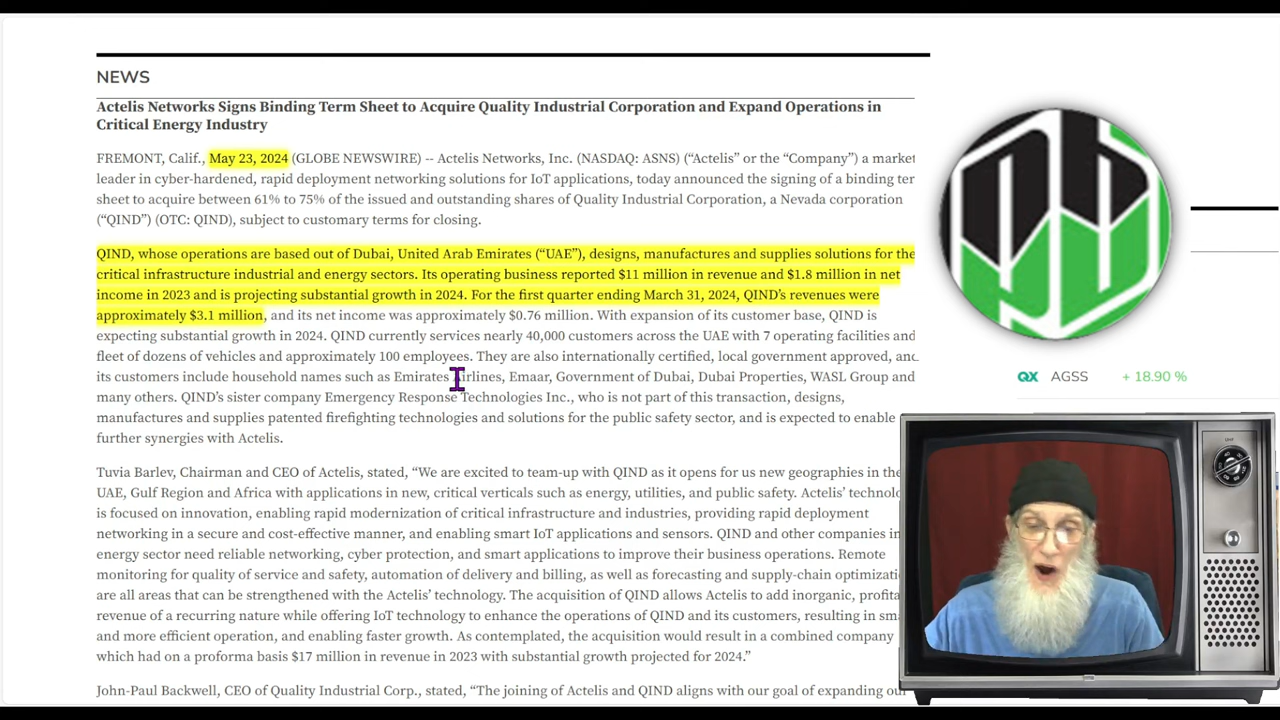 NEWS
Actelis Networks Signs Binding Term Sheet to Acquire Quality Industrial Corporation and Expand Operations in
Critical Energy Industry
FREMONT, Calif., May 23, 2024 (GLOBE NEWSWIRE) -- Actelis Networks, Inc. (NASDAQ: ASNS) (“Actelis” or the “Company”) a market
leader in cyber-hardened, rapid deployment networking solutions for IoT applications, today announced the signing of a binding ter
sheet to acquire between 61% to 75% of the issued and outstanding shares of Quality Industrial Corporation, a Nevada corporation
(“QIND”) (OTC: QIND), subject to customary terms for closing.
QIND, whose operations are based out of Dubai, United Arab Emirates (“UAE”), designs, manufactures and supplies solutions for the
critical infrastructure industrial and energy sectors. Its operating business reported $11 million in revenue and $1.8 million in net
income in 2023 and is projecting substantial growth in 2024. For the first quarter ending March 31, 2024, QIND’s revenues were
approximately $3.1 million, and its net income was approximately $0.76 million. With expansion of its customer base, QIND is
expecting substantial growth in 2024. QIND currently services nearly 40,000 customers across the UAE with 7 operating facilities and
fleet of dozens of vehicles and approximately 100 employees. They are also internationally certified, local government approved, and
its customers include household names such as Emirates Airlines, Emaar, Government of Dubai, Dubai Properties, WASL Group and
many others. QIND’s sister company Emergency Response Technologies Inc., who is not part of this transaction, designs,
manufactures and supplies patented firefighting technologies and solutions for the public safety sector, and is expected to enable
further synergies with Actelis.
QX AGSS + 18.90 %
Tuvia Barley, Chairman and CEO of Actelis, stated, “We are excited to team-up with QIND as it opens for us new geographies in the
UAE, Gulf Region and Africa with applications in new, critical verticals such as energy, utilities, and public safety. Actelis’ technolo
is focused on innovation, enabling rapid modernization of critical infrastructure and industries, providing rapid deployment
networking in a secure and cost-effective manner, and enabling smart IoT applications and sensors. QIND and other companies in
energy sector need reliable networking, cyber protection, and smart applications to improve their business operations. Remote
monitoring for quality of service and safety, automation of delivery and billing, as well as forecasting and supply-chain optimizati
are all areas that can be strengthened with the Actelis’ technology. The acquisition of QIND allows Actelis to add inorganic, profita
revenue of a recurring nature while offering IoT technology to enhance the operations of QIND and its customers, resulting in sma
and more efficient operation, and enabling faster growth. As contemplated, the acquisition would result in a combined company
which had on a proforma basis $17 million in revenue in 2023 with substantial growth projected for 2024.”
John-Paul Backwell, CEO of Quality Industrial Corp., stated, “The joining of Actelis and QIND aligns with our goal of expanding our